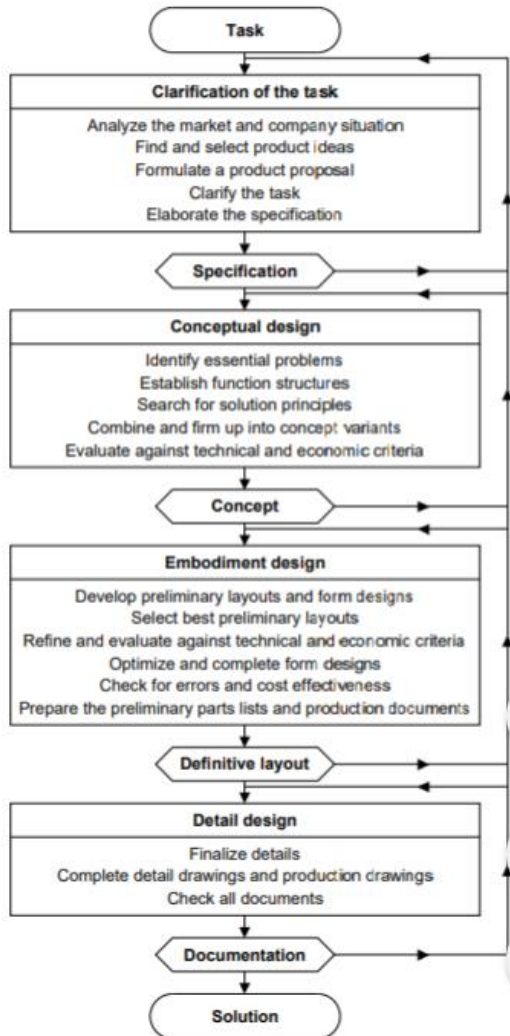 Task
Clarification of the task
Analyze the market and company situation
Find and select product ideas
Formulate a product proposal
Clarify the task
Elaborate the specification
Specification
Conceptual design
Identify essential problems
Establish function structures
Search for solution principles
Combine and firm up into concept variants
Evaluate against technical and economic criteria
Concept
Embodiment design
Develop preliminary layouts and form designs
Select best preliminary layouts
Refine and evaluate against technical and economic criteria
Optimize and complete form designs
Check for errors and cost effectiveness
Prepare the preliminary parts lists and production documents
Definitive layout
Detail design
Finalize details
Complete detail drawings and production drawings
Check all documents
Documentation
Solution